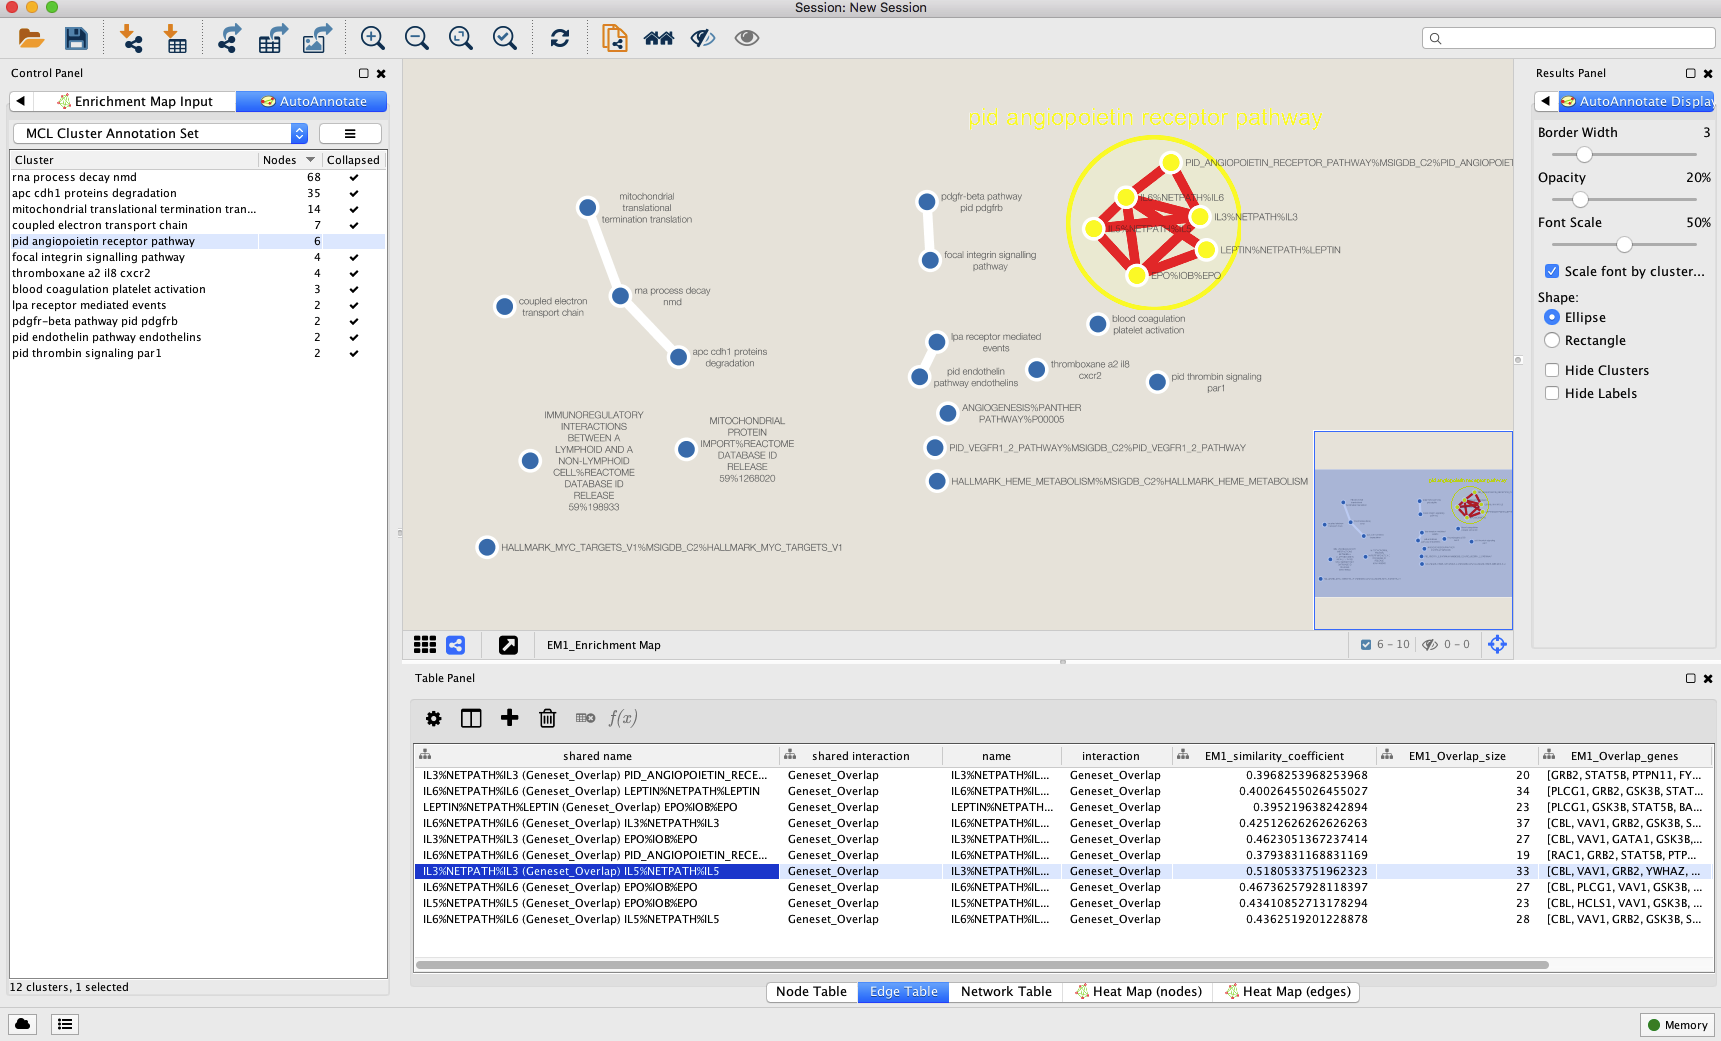 Session: New Session
Control Panel
Enrichment Map Input
AutoAnnotate
MCL Cluster Annotation Set
Cluster Nodes Collapsed
rna process decay nmd 68
apc cdh1 proteins degradation 35
mitochondrial translational termination tran... 14
coupled electron transport chain 7
pid angiopoietin receptor pathway 6
focal integrin signalling pathway 4
thromboxane a2 il8 cxcr2 4
blood coagulation platelet activation 3
lpa receptor mediated events 2
pdgfr-beta pathway pid pdgfrb 2
pid endothelin pathway endothelins 2
pid thrombin signaling par1 2
12 clusters, 1 selected
pid angiopoietin receptor pathway
PID_ANGIOPOIETIN_RECEPTOR_PATHWAY%MSIGDB_C2%PID_ANGIOPOIET
IL6%NETPATH%IL6
IL3%NETPATH%IL3
IL5%NETPATH%IL5
LEPTIN%NETPATH%LEPTIN
EPO%IOB%EPO
mitochondrial
translational
termination translation
pdgfr-beta pathway
pid pdgfrb
focal integrin signalling
pathway
coupled electron
transport chain
rna process decay
nmd
apc cdh1 proteins
degradation
blood coagulation
platelet activation
lpa receptor mediated
events
pid endothelin
pathway endothelins
thromboxane a2 il8
cxcr2
pid thrombin signaling
par1
ANGIOGENESIS%PANTHER
PATHWAY%P00005
PID_VEGFR1_2_PATHWAY%MSIGDB_C2%PID_VEGFR1_2_PATHWAY
HALLMARK_HEME_METABOLISM%MSIGDB_C2%HALLMARK_HEME_METABOLISM
IMMUNOREGULATORY
INTERACTIONS
BETWEEN A
LYMPHOID AND A
NON-LYMPHOID
CELL%REACTOME
DATABASE ID
RELEASE
59%198933
MITOCHONDRIAL
PROTEIN
IMPORT%REACTOME
DATABASE ID
RELEASE
59%1268020
HALLMARK_MYC_TARGETS_V1%MSIGDB_C2%HALLMARK_MYC_TARGETS_V1
EM1_Enrichment Map
6 - 10
0 - 0
Results Panel
AutoAnnotate Display
Border Width 3
Opacity 20%
Font Scale 50%
Scale font by cluster...
Shape:
Ellipse
Rectangle
Hide Clusters
Hide Labels
Table Panel
f(x)
shared name shared interaction name interaction EM1_similarity_coefficient EM1_Overlap_size EM1_Overlap_genes
IL3%NETPATH%IL3 (Geneset_Overlap) PID_ANGIOPOIETIN_RECE... Geneset_Overlap IL3%NETPATH%IL... Geneset_Overlap 0.3968253968253968 20 [GRB2, STAT5B, PTPN11, FY...
IL6%NETPATH%IL6 (Geneset_Overlap) LEPTIN%NETPATH%LEPTIN Geneset_Overlap IL6%NETPATH%IL... Geneset_Overlap 0.40026455026455027 34 [PLCG1, GRB2, GSK3B, STAT...
LEPTIN%NETPATH%LEPTIN (Geneset_Overlap) EPO%IOB%EPO Geneset_Overlap LEPTIN%NETPATH... Geneset_Overlap 0.395219638242894 23 [PLCG1, GSK3B, STAT5B, BA...
IL6%NETPATH%IL6 (Geneset_Overlap) IL3%NETPATH%IL3 Geneset_Overlap IL6%NETPATH%IL... Geneset_Overlap 0.42512626262626263 37 [CBL, VAV1, GRB2, GSK3B, S...
IL3%NETPATH%IL3 (Geneset_Overlap) EPO%IOB%EPO Geneset_Overlap IL3%NETPATH%IL... Geneset_Overlap 0.4623051367237414 27 [CBL, VAV1, GATA1, GSK3B,...
IL6%NETPATH%IL6 (Geneset_Overlap) PID_ANGIOPOIETIN_RECE... Geneset_Overlap IL6%NETPATH%IL... Geneset_Overlap 0.3793831168831169 19 [RAC1, GRB2, STAT5B, PTP...
IL3%NETPATH%IL3 (Geneset_Overlap) IL5%NETPATH%IL5 Geneset_Overlap IL3%NETPATH%IL... Geneset_Overlap 0.5180533751962323 33 [CBL, VAV1, GRB2, YWHAZ, ...
IL6%NETPATH%IL6 (Geneset_Overlap) EPO%IOB%EPO Geneset_Overlap IL6%NETPATH%IL... Geneset_Overlap 0.46736257928118397 27 [CBL, PLCG1, VAV1, GSK3B, ...
IL5%NETPATH%IL5 (Geneset_Overlap) EPO%IOB%EPO Geneset_Overlap IL5%NETPATH%IL... Geneset_Overlap 0.43410852713178294 23 [CBL, HCLS1, VAV1, GSK3B, ...
IL6%NETPATH%IL6 (Geneset_Overlap) IL5%NETPATH%IL5 Geneset_Overlap IL6%NETPATH%IL... Geneset_Overlap 0.4362519201228878 28 [CBL, VAV1, GRB2, GSK3B, S...
Node Table
Edge Table
Network Table
Heat Map (nodes)
Heat Map (edges)
Memory